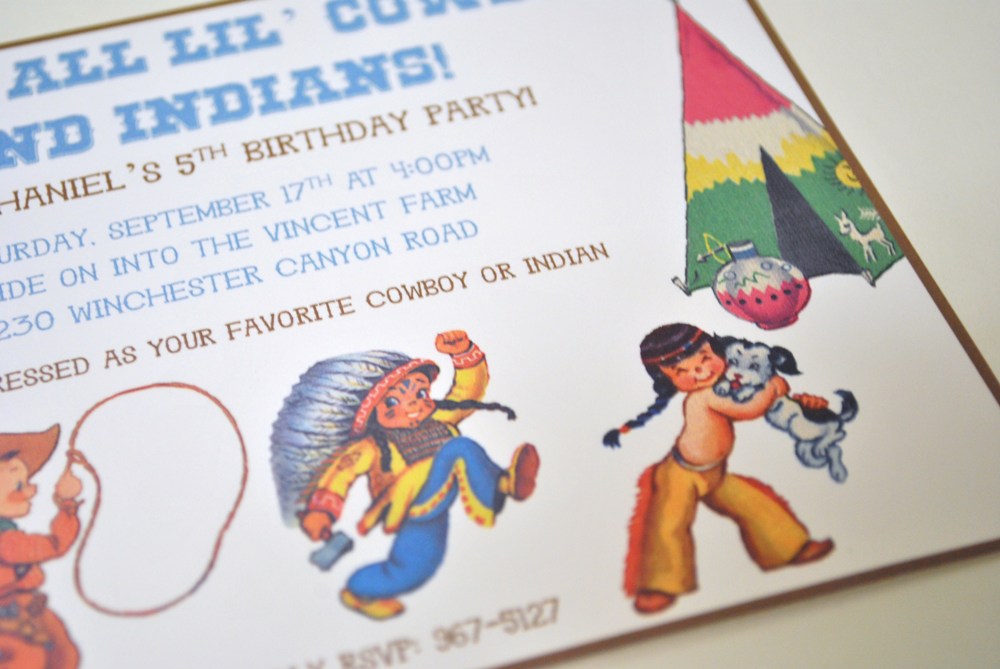 ALL LIL' COW
ND INDIANS!
HANIEL'S 5TH BIRTHDAY PARTY!
URDAY, SEPTEMBER 17TH AT 4:00PM
IDE ON INTO THE VINCENT FARM
230 WINCHESTER CANYON ROAD
RESSED AS YOUR FAVORITE COWBOY OR INDIAN
RSVP: 967-5127